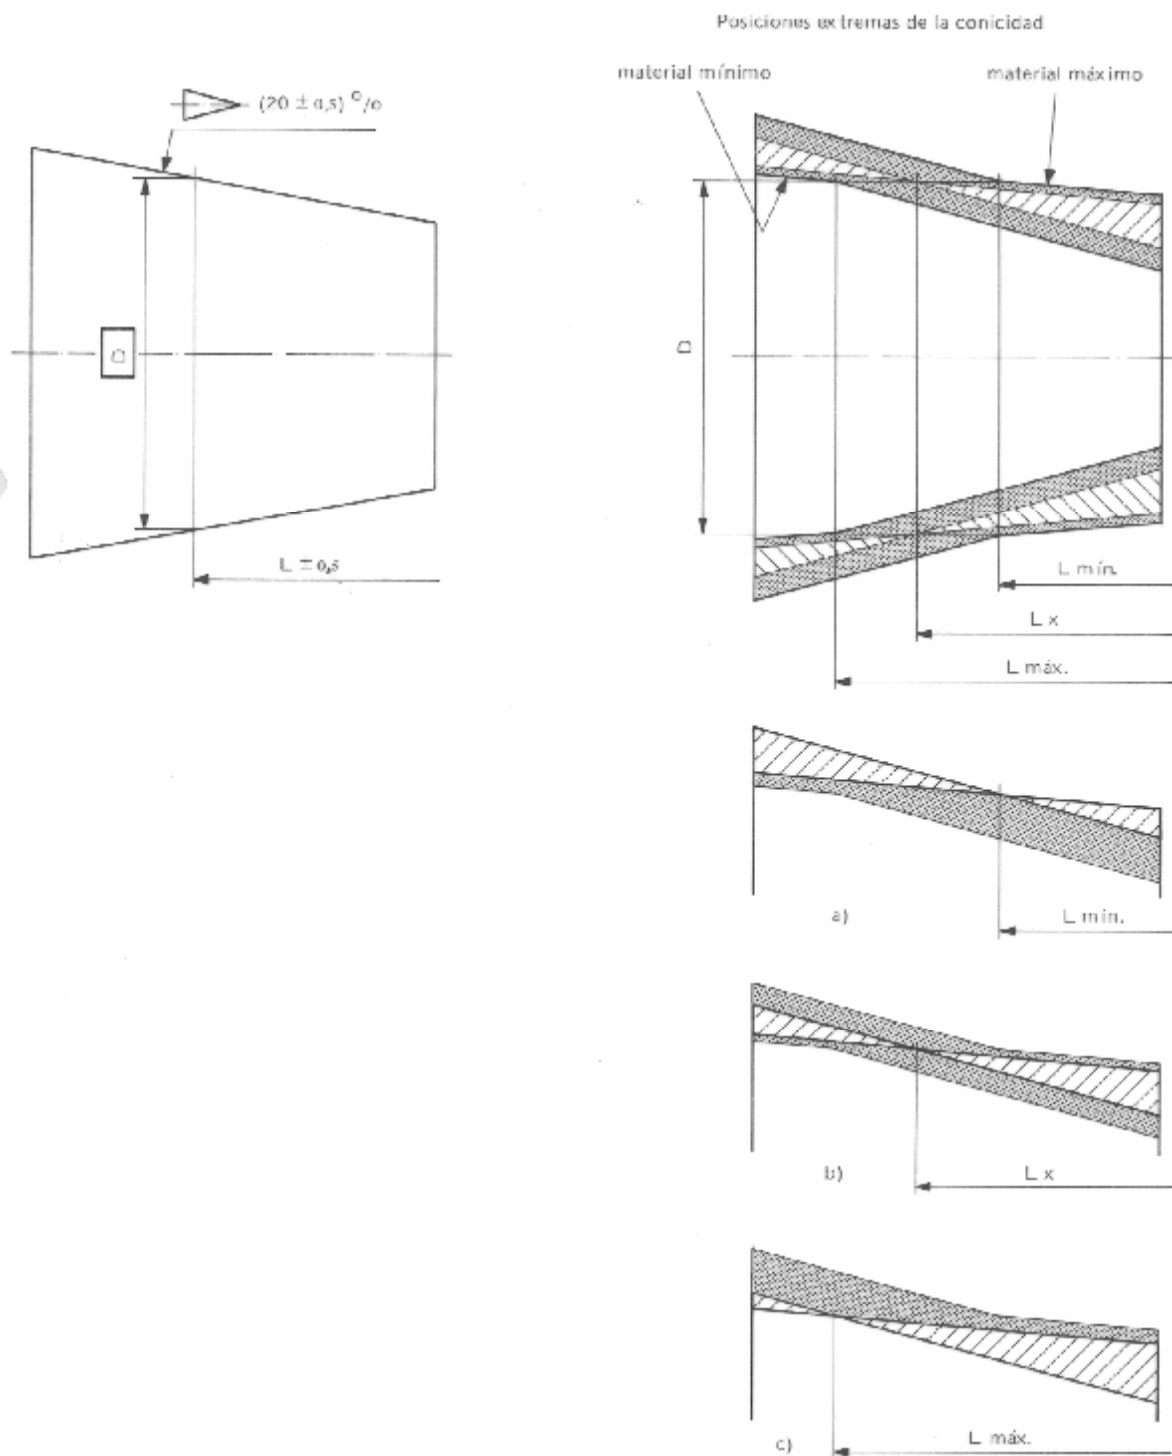 Posiciones extremas de la conicidad
material mínimo
material máximo
(20 ± 0,5) º/o
D
D
L ± 0,5
L mín.
L x
L máx.
a)
L mín.
b)
L x
c)
L máx.